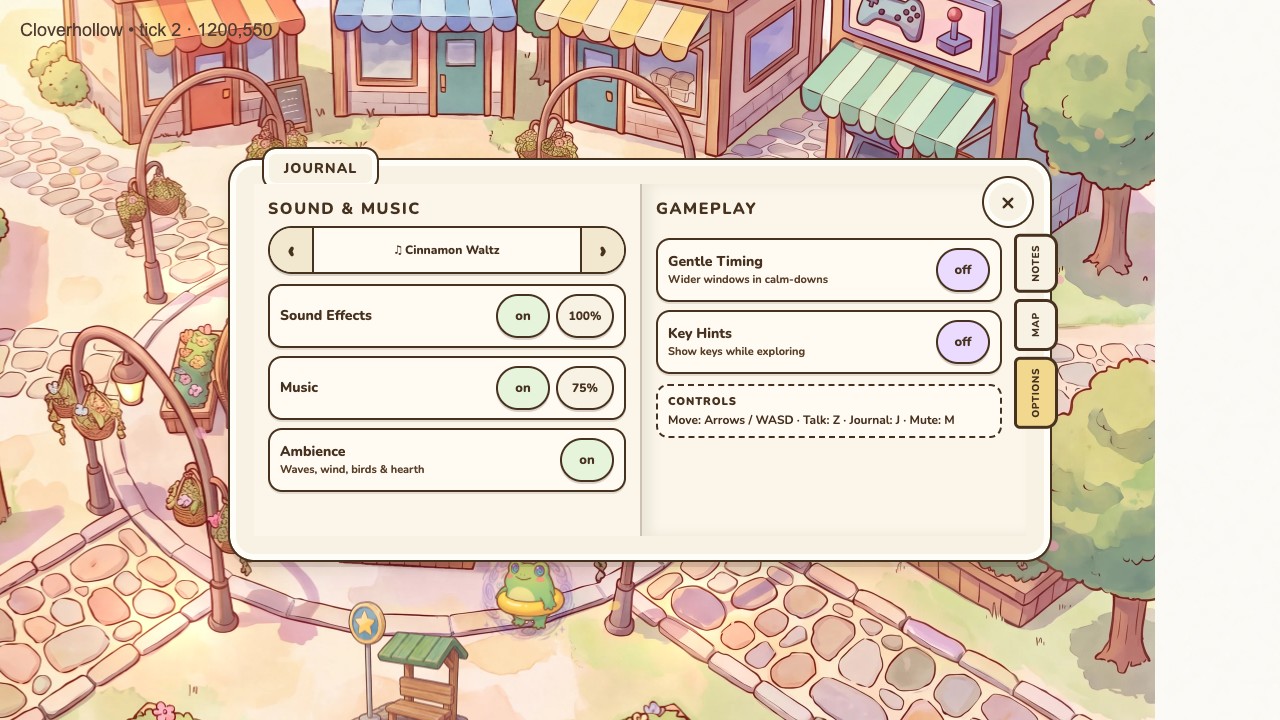 Cloverhollow • tick 2 · 1200,550
JOURNAL
SOUND & MUSIC
‹
♫ Cinnamon Waltz
›
Sound Effects
on
100%
Music
on
75%
Ambience
Waves, wind, birds & hearth
on
GAMEPLAY
×
Gentle Timing
Wider windows in calm-downs
off
Key Hints
Show keys while exploring
off
CONTROLS
Move: Arrows / WASD · Talk: Z · Journal: J · Mute: M
NOTES
MAP
OPTIONS